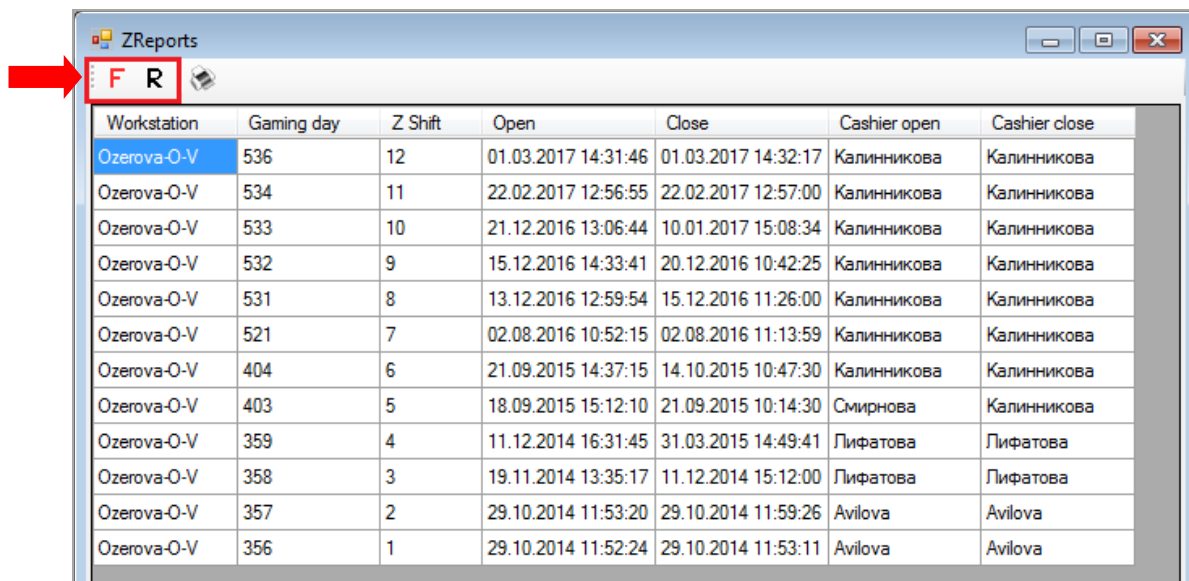 ZReports
F R
Workstation Gaming day Z Shift Open Close Cashier open Cashier close
Ozerova-O-V 536 12 01.03.2017 14:31:46 01.03.2017 14:32:17 Калинникова Калинникова
Ozerova-O-V 534 11 22.02.2017 12:56:55 22.02.2017 12:57:00 Калинникова Калинникова
Ozerova-O-V 533 10 21.12.2016 13:06:44 10.01.2017 15:08:34 Калинникова Калинникова
Ozerova-O-V 532 9 15.12.2016 14:33:41 20.12.2016 10:42:25 Калинникова Калинникова
Ozerova-O-V 531 8 13.12.2016 12:59:54 15.12.2016 11:26:00 Калинникова Калинникова
Ozerova-O-V 521 7 02.08.2016 10:52:15 02.08.2016 11:13:59 Калинникова Калинникова
Ozerova-O-V 404 6 21.09.2015 14:37:15 14.10.2015 10:47:30 Калинникова Калинникова
Ozerova-O-V 403 5 18.09.2015 15:12:10 21.09.2015 10:14:30 Смирнова Калинникова
Ozerova-O-V 359 4 11.12.2014 16:31:45 31.03.2015 14:49:41 Лифатова Лифатова
Ozerova-O-V 358 3 19.11.2014 13:35:17 11.12.2014 15:12:00 Лифатова Лифатова
Ozerova-O-V 357 2 29.10.2014 11:53:20 29.10.2014 11:59:26 Avilova Avilova
Ozerova-O-V 356 1 29.10.2014 11:52:24 29.10.2014 11:53:11 Avilova Avilova